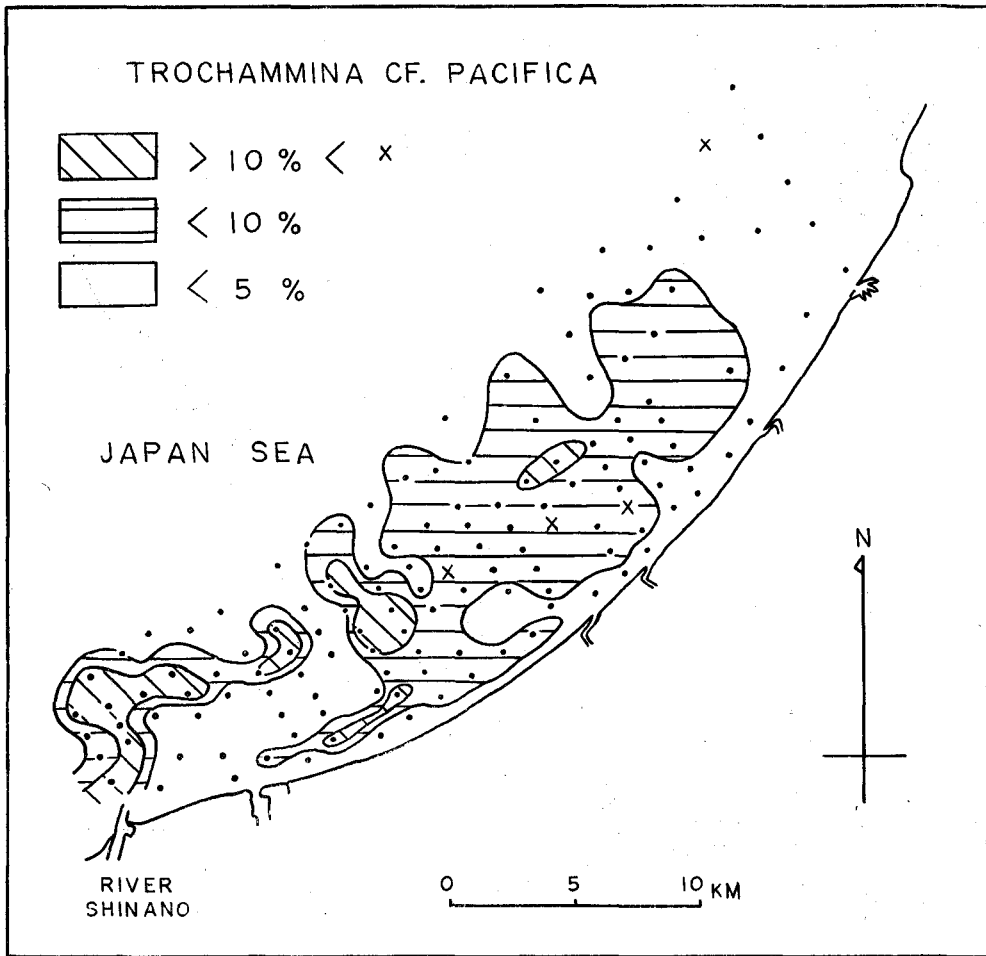 TROCHAMMINA CF. PACIFICA
> 10 % < x
< 10 %
< 5 %
JAPAN SEA
N
RIVER
SHINANO
0 5 10 KM